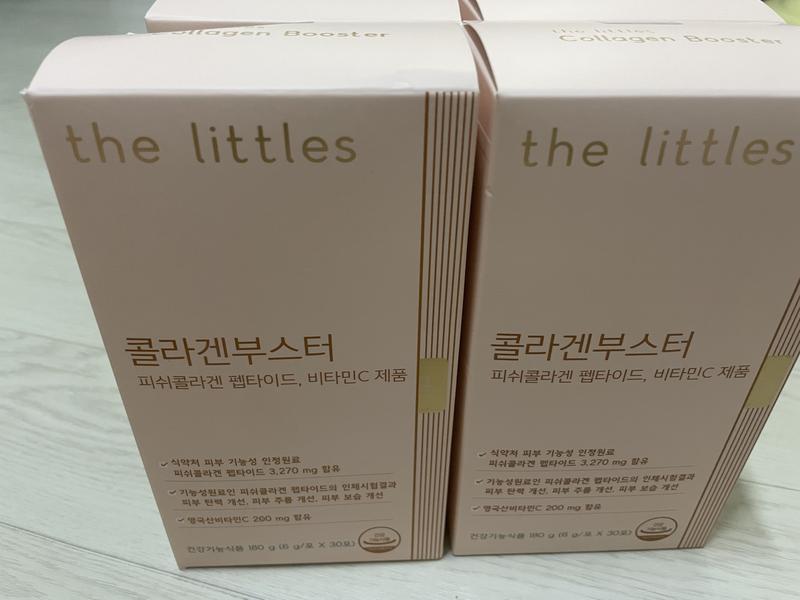 Collagen Booster
the littles
콜라겐부스터
피쉬콜라겐 펩타이드, 비타민C 제품
식약처 피부 기능성 인정원료
피쉬콜라겐 펩타이드 3,270 mg 함유
기능성원료인 피쉬콜라겐 펩타이드의 인체시험결과
피부 탄력 개선, 피부 주름 개선, 피부 보습 개선
영국산비타민C 200 mg 함유
건강기능식품 180 g (6 g/포 X 30포)
건강
기능식품
the littles
Collagen Booster
the littles
콜라겐부스터
피쉬콜라겐 펩타이드, 비타민C 제품
식약처 피부 기능성 인정원료
피쉬콜라겐 펩타이드 3,270 mg 함유
기능성원료인 피쉬콜라겐 펩타이드의 인체시험결과
피부 탄력 개선, 피부 주름 개선, 피부 보습 개선
영국산비타민C 200 mg 함유
건강기능식품 180 g (6 g/포 X 30포)
건강
기능식품